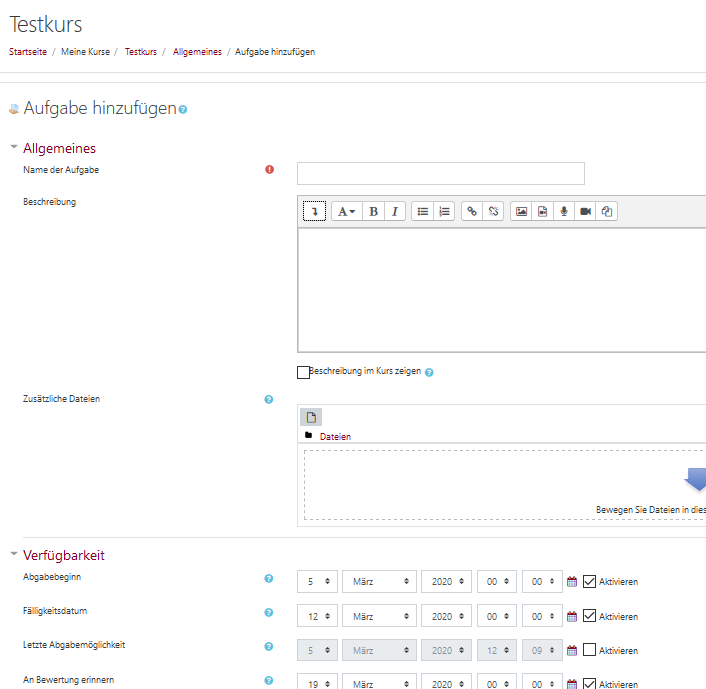 Testkurs
Startseite / Meine Kurse / Testkurs / Allgemeines / Aufgabe hinzufügen
Aufgabe hinzufügen
Allgemeines
Name der Aufgabe
Beschreibung
A B I
Beschreibung im Kurs zeigen
Zusätzliche Dateien
Dateien
Bewegen Sie Dateien in dies
Verfügbarkeit
Abgabebeginn 5 März 2020 00 00 Aktivieren
Fälligkeitsdatum 12 März 2020 00 00 Aktivieren
Letzte Abgabemöglichkeit 5 März 2020 12 09 Aktivieren
An Bewertung erinnern 19 März 2020 00 00 Aktivieren